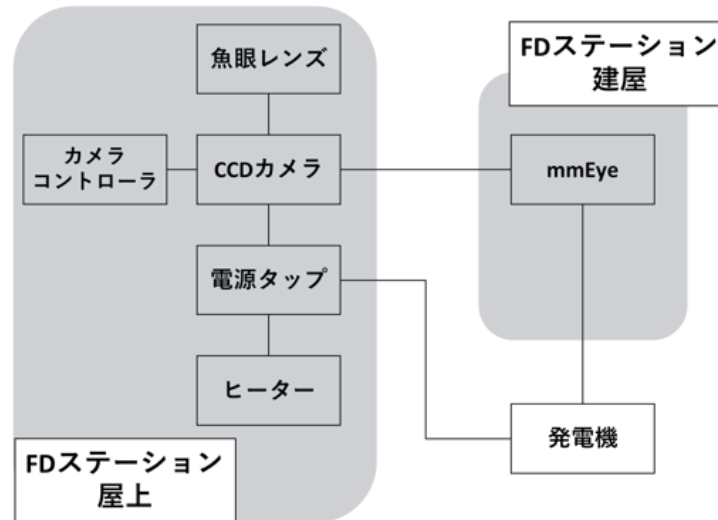 魚眼レンズ
FDステーション
建屋
カメラ
コントローラ
CCDカメラ
mmEye
電源タップ
ヒーター
発電機
FDステーション
屋上